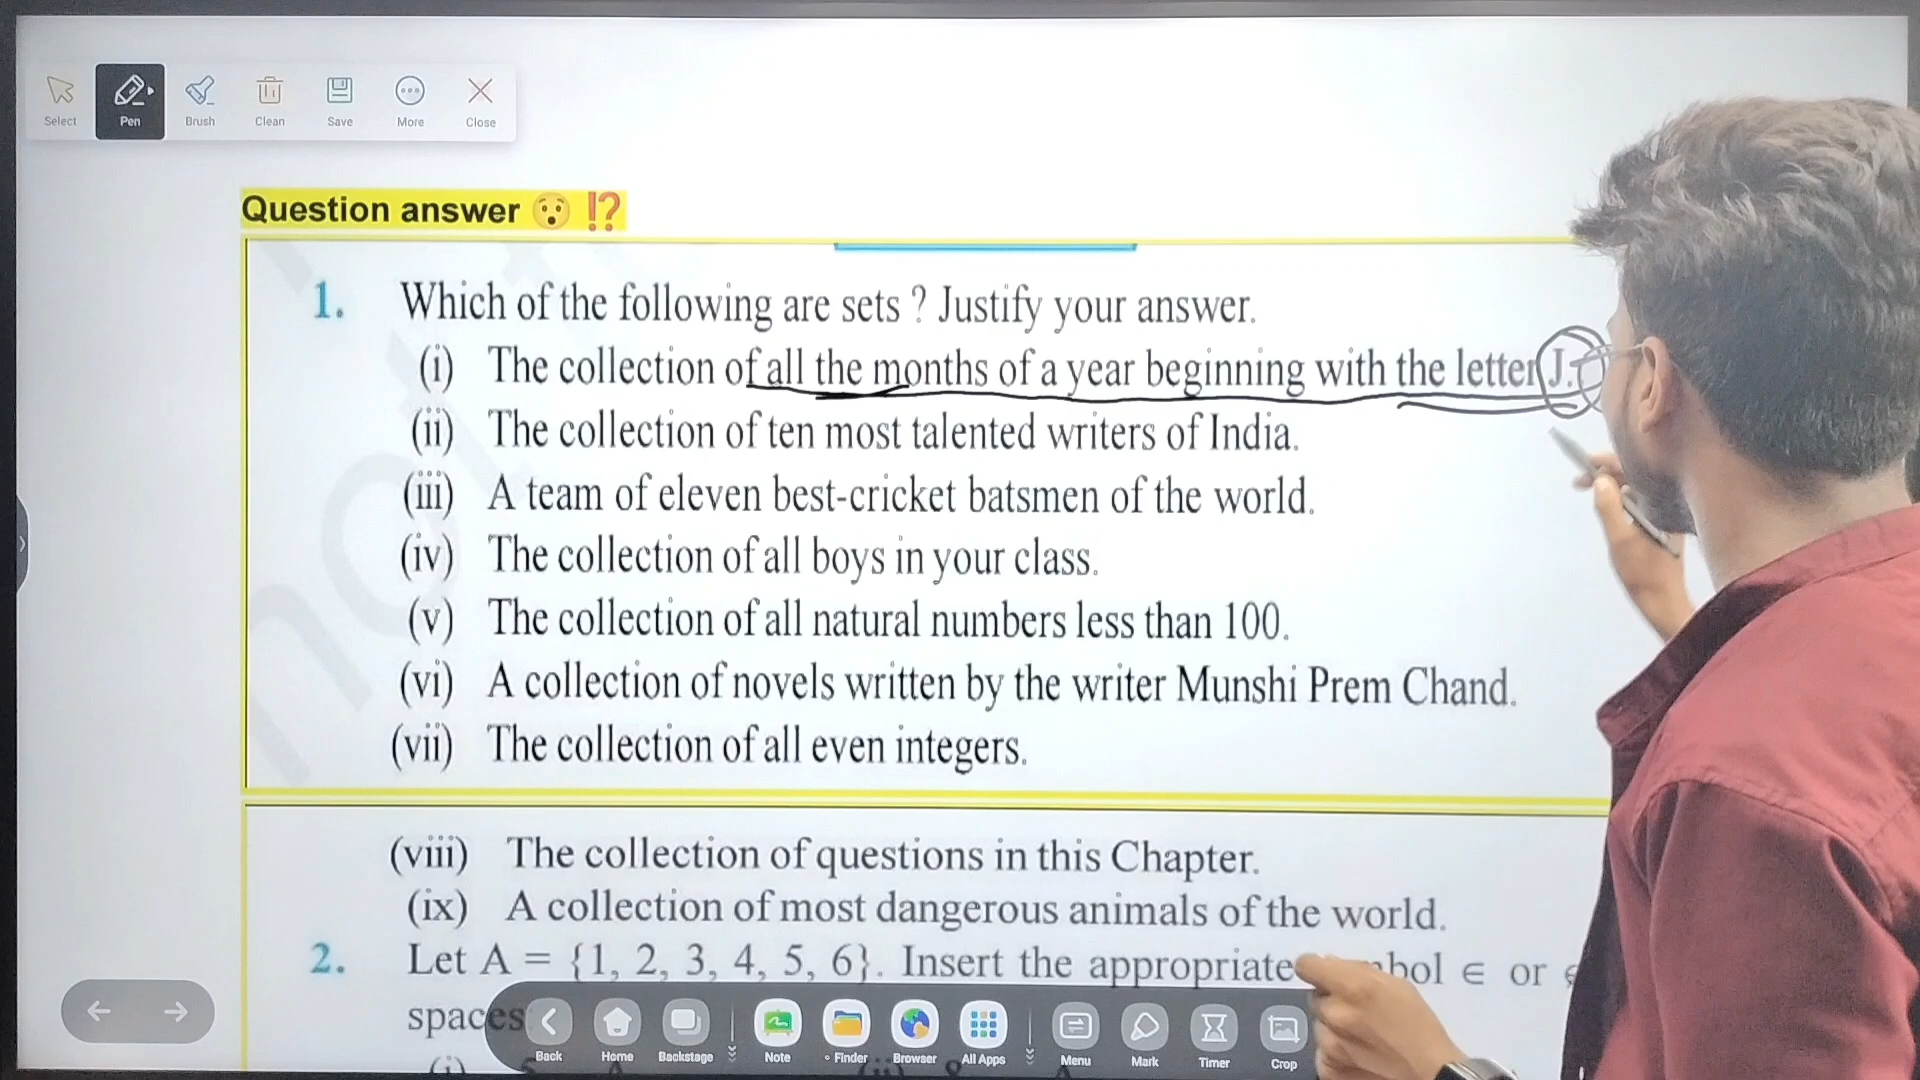 Select Pen Brush Clean Save More Close
Question answer 😯 ⁉️
1. Which of the following are sets ? Justify your answer.
(i) The collection of all the months of a year beginning with the letter J.
(ii) The collection of ten most talented writers of India.
(iii) A team of eleven best-cricket batsmen of the world.
(iv) The collection of all boys in your class.
(v) The collection of all natural numbers less than 100.
(vi) A collection of novels written by the writer Munshi Prem Chand.
(vii) The collection of all even integers.
(viii) The collection of questions in this Chapter.
(ix) A collection of most dangerous animals of the world.
2. Let A = {1, 2, 3, 4, 5, 6}. Insert the appropriate ∈ or
spaces
Back Home Backstage Note Finder Browser All Apps Menu Mark Timer Crop